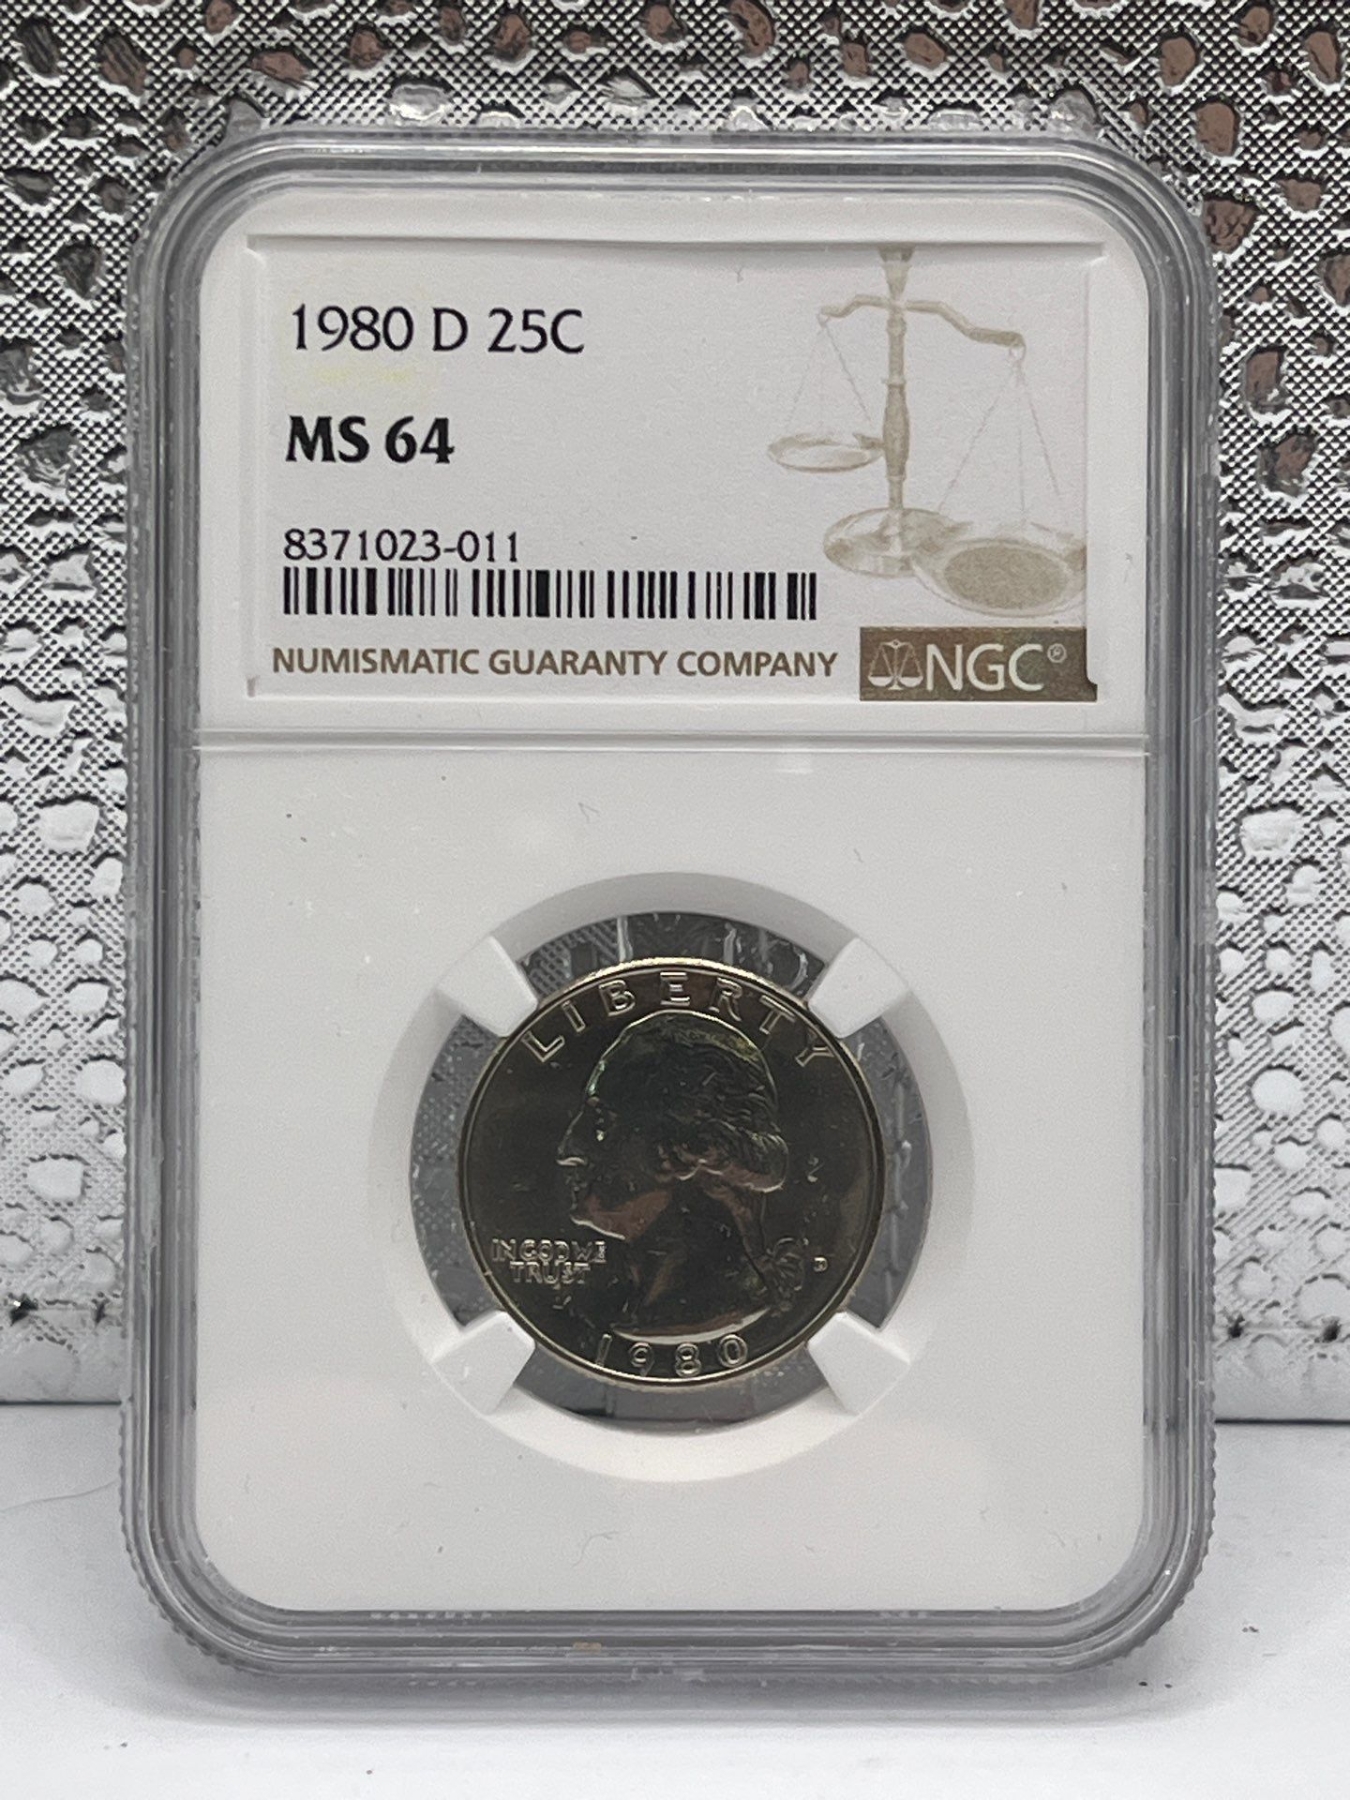 1980 D 25C
MS 64
8371023-011
NUMISMATIC GUARANTY COMPANY
NGC®
LIBERTY
IN GOD WE
TRUST
D
1980